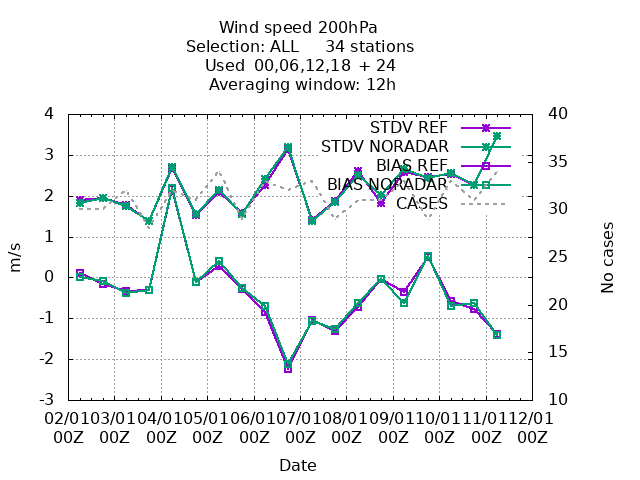 Wind speed 200hPa
Selection: ALL 34 stations
Used 00,06,12,18 + 24
Averaging window: 12h
4
3
2
1
0
-1
-2
-3
m/s
40
35
30
25
20
15
10
No cases
STDV REF
STDV NORADAR
BIAS REF
BIAS NORADAR
CASES
02/01 03/01 04/01 05/01 06/01 07/01 08/01 09/01 10/01 11/01 12/01
00Z 00Z 00Z 00Z 00Z 00Z 00Z 00Z 00Z 00Z 00Z
Date